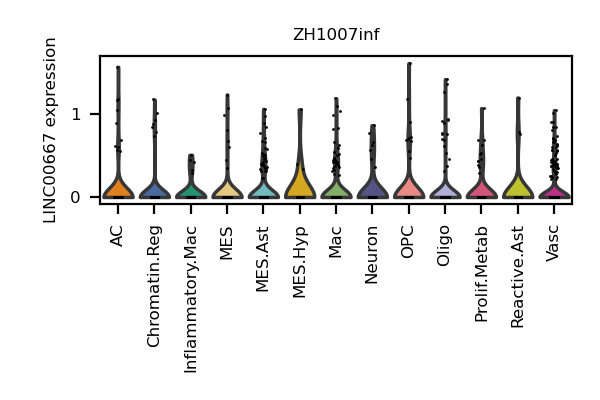 ZH1007inf
LINC00667 expression
1
0
AC
Chromatin.Reg
Inflammatory.Mac
MES
MES.Ast
MES.Hyp
Mac
Neuron
OPC
Oligo
Prolif.Metab
Reactive.Ast
Vasc